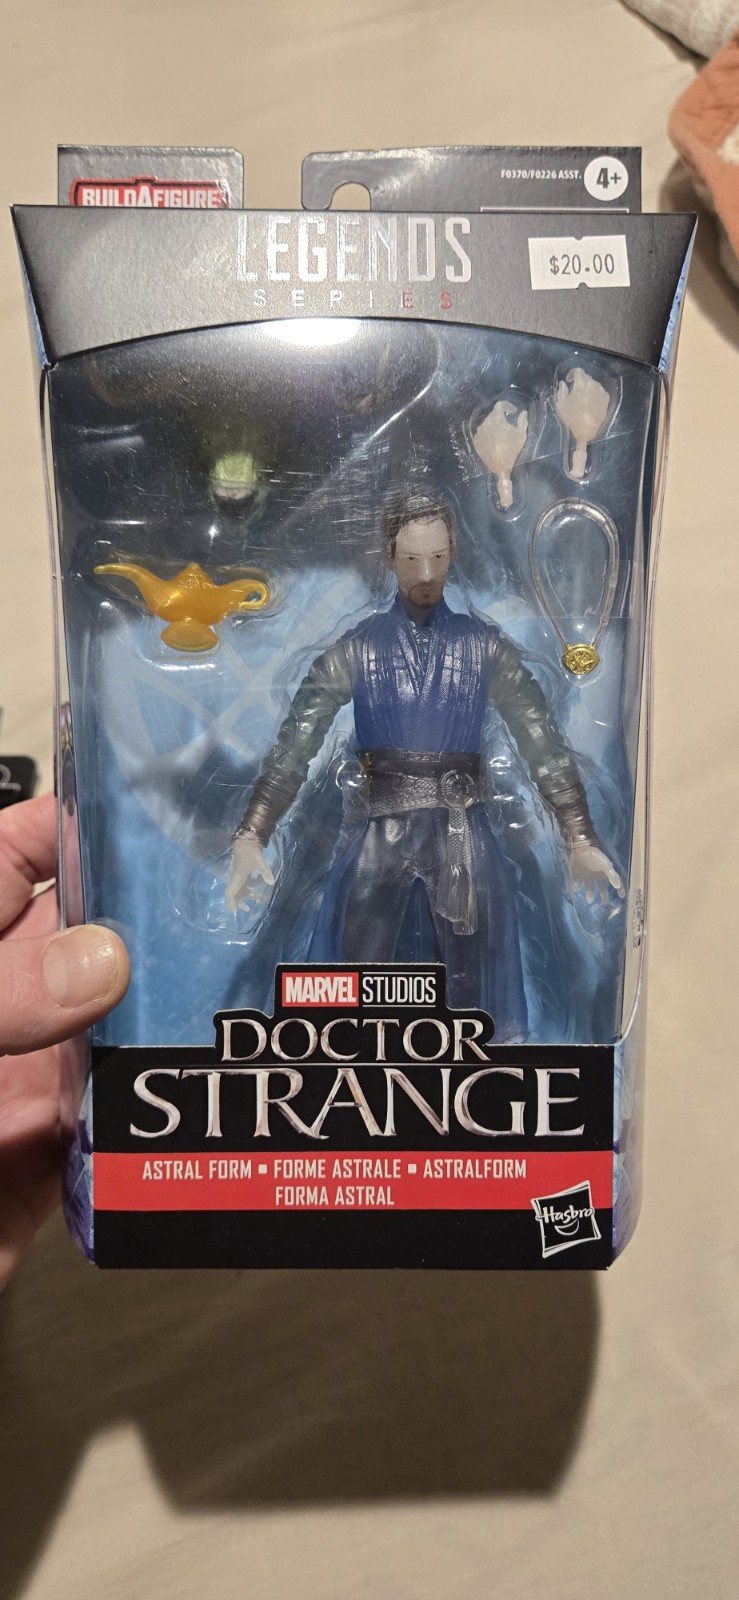 F0370/F0226 ASST. 4+
BUILDAFIGURE
LEGENDS
SERIES
$20.00
MARVEL STUDIOS
DOCTOR
STRANGE
ASTRAL FORM ▪ FORME ASTRALE ▪ ASTRALFORM
FORMA ASTRAL
Hasbro